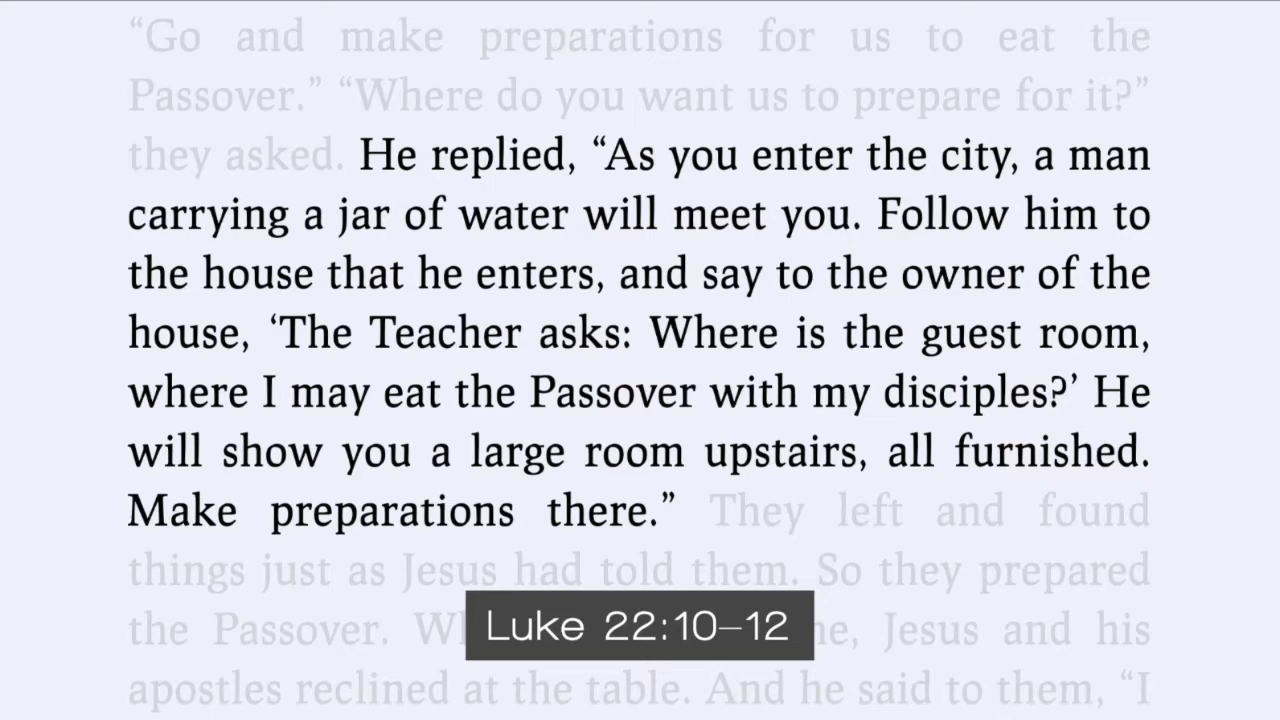 “Go and make preparations for us to eat the
Passover.” “Where do you want us to prepare for it?”
they asked. He replied, “As you enter the city, a man
carrying a jar of water will meet you. Follow him to
the house that he enters, and say to the owner of the
house, ‘The Teacher asks: Where is the guest room,
where I may eat the Passover with my disciples?’ He
will show you a large room upstairs, all furnished.
Make preparations there.” They left and found
things just as Jesus had told them. So they prepared
the Passover. Jesus and his
Luke 22:10–12
apostles reclined at the table. And he said to them, “I